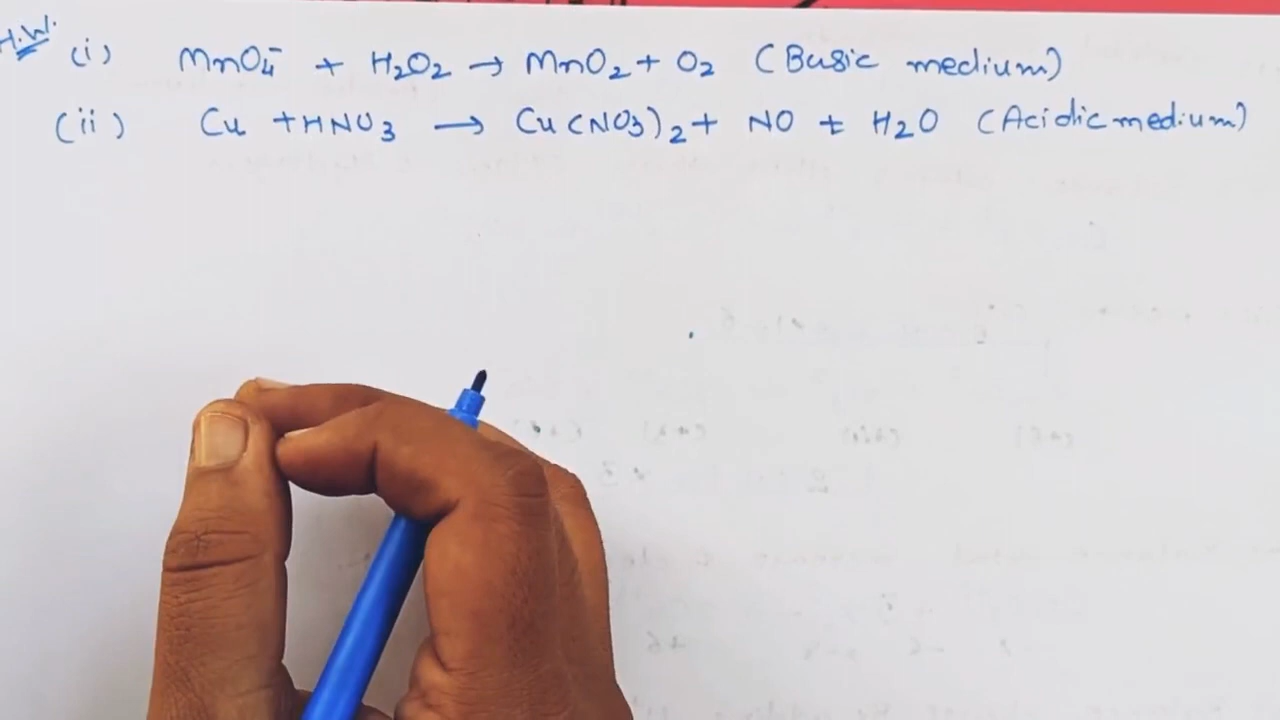 H.W. (i) MnO4⁻ + H2O2 → MnO2 + O2 (Basic medium)
(ii) Cu + HNO3 → Cu(NO3)2 + NO + H2O (Acidic medium)